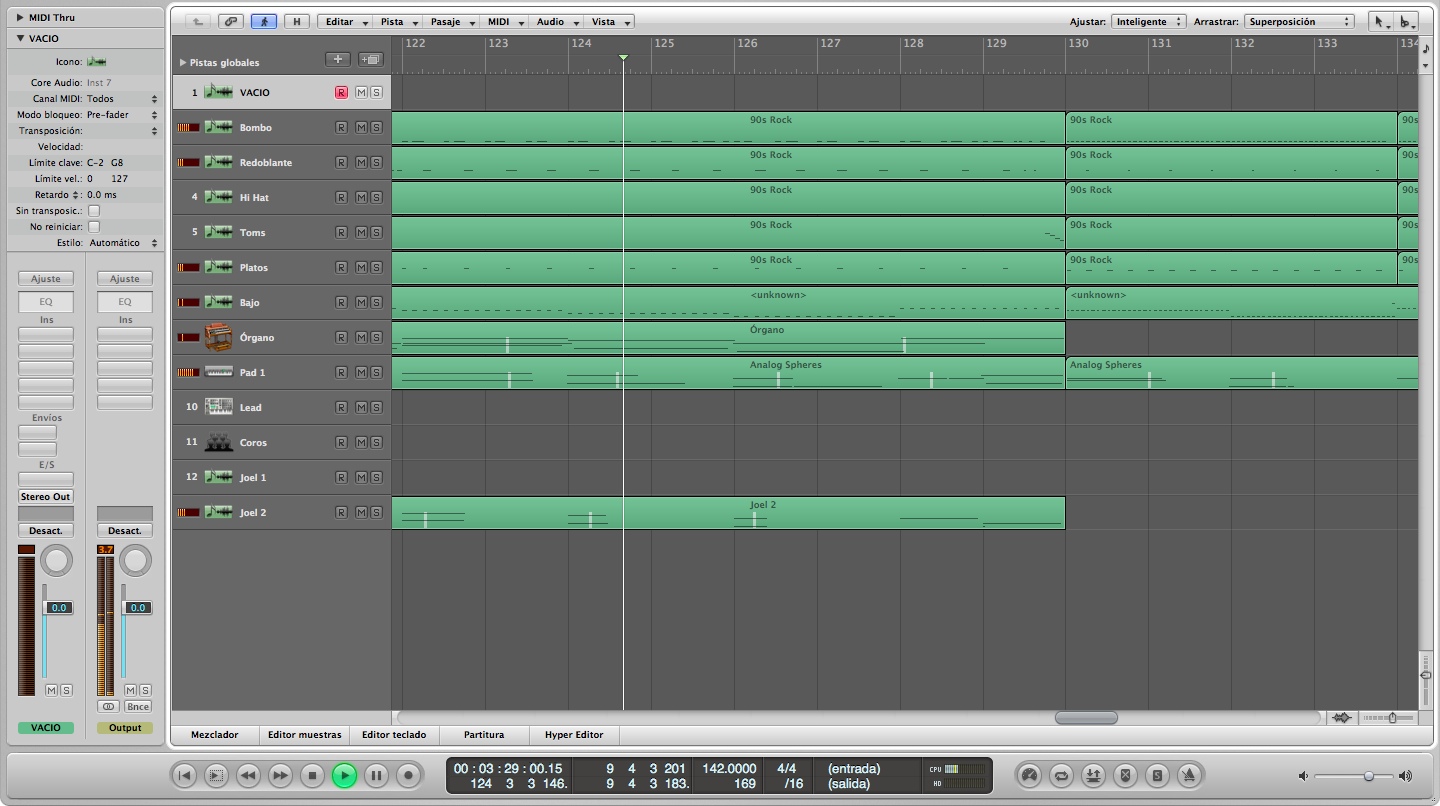 MIDI Thru
VACIO
Icono:
Core Audio: Inst 7
Canal MIDI: Todos
Modo bloqueo: Pre-fader
Transposición:
Velocidad:
Límite clave: C-2 G8
Límite vel.: 0 127
Retardo : 0.0 ms
Sin transposic.:
No reiniciar:
Estilo: Automático
Ajuste Ajuste
EQ EQ
Ins Ins
Envíos
E/S
Stereo Out
Desact. Desact.
3.7
0.0 0.0
M S M S
Bnce
VACIO Output
H Editar Pista Pasaje MIDI Audio Vista Ajustar: Inteligente Arrastrar: Superposición
122 123 124 125 126 127 128 129 130 131 132 133 134
Pistas globales
1 VACIO R M S
Bombo R M S 90s Rock 90s Rock 90s
Redoblante R M S 90s Rock 90s Rock 90s
4 Hi Hat R M S 90s Rock 90s Rock 90s
5 Toms R M S 90s Rock 90s Rock 90s
Platos R M S 90s Rock 90s Rock 90s
Bajo R M S <unknown> <unknown>
Órgano R M S Órgano
Pad 1 R M S Analog Spheres Analog Spheres
10 Lead R M S
11 Coros R M S
12 Joel 1 R M S
Joel 2 R M S Joel 2
Mezclador Editor muestras Editor teclado Partitura Hyper Editor
00 : 03 : 29 : 00.15 9 4 3 201 142.0000 4/4 (entrada) CPU
124 3 3 146. 9 4 3 183. 169 /16 (salida) HD
S